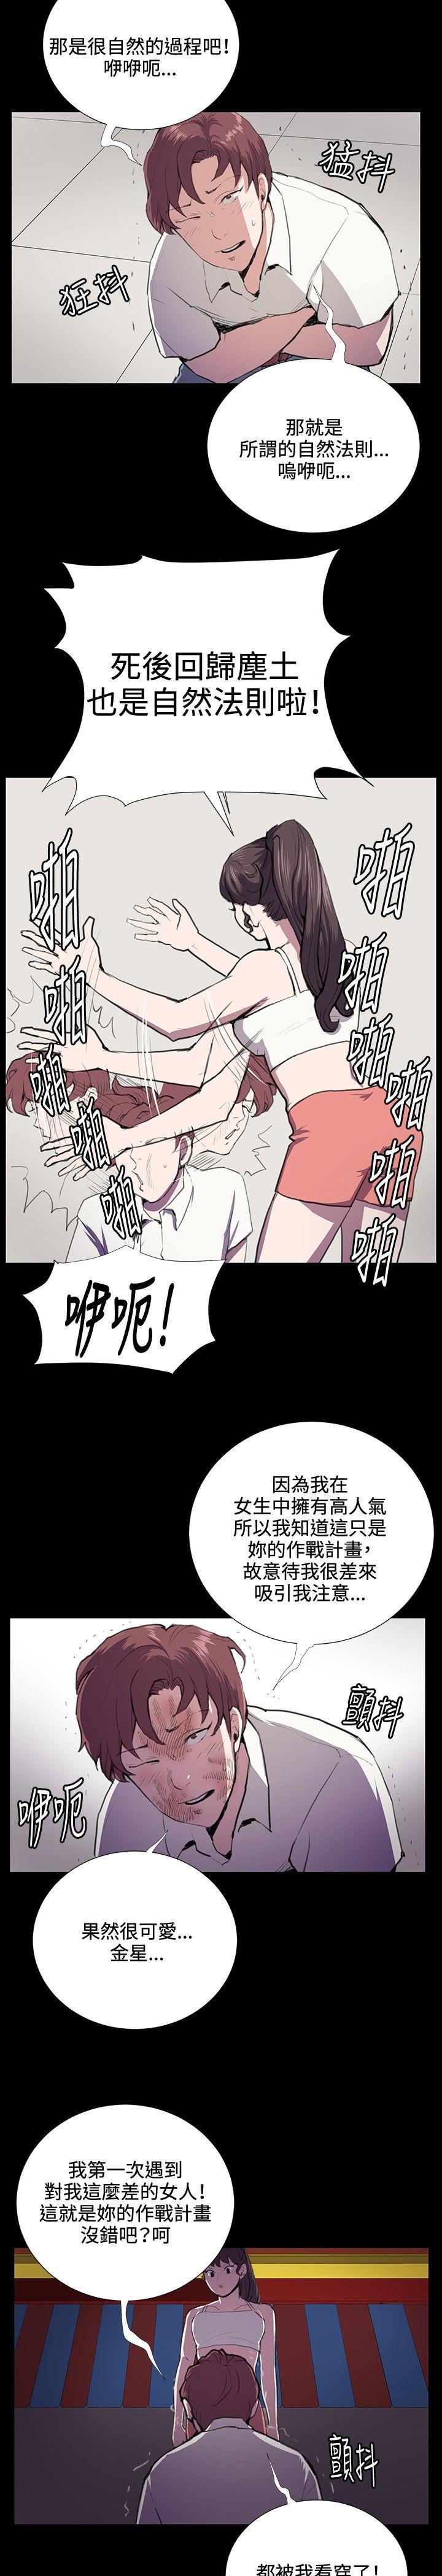 那是很自然的過程吧!
咿咿呃...
猛抖
狂抖
那就是
所謂的自然法則...
嗚咿呃...
死後回歸塵土
也是自然法則啦!
啪
啪
啪
啪
啪
啪
啪
啪
啪
啪
啪
咿呃!
因為我在
女生中擁有高人氣
所以我知道這只是
妳的作戰計畫,
故意待我很差來
吸引我注意...
顫抖
咿呃
果然很可愛...
金星...
我第一次遇到
對我這麼差的女人!
這就是妳的作戰計畫
沒錯吧?呵
顫抖
都被我看穿了!